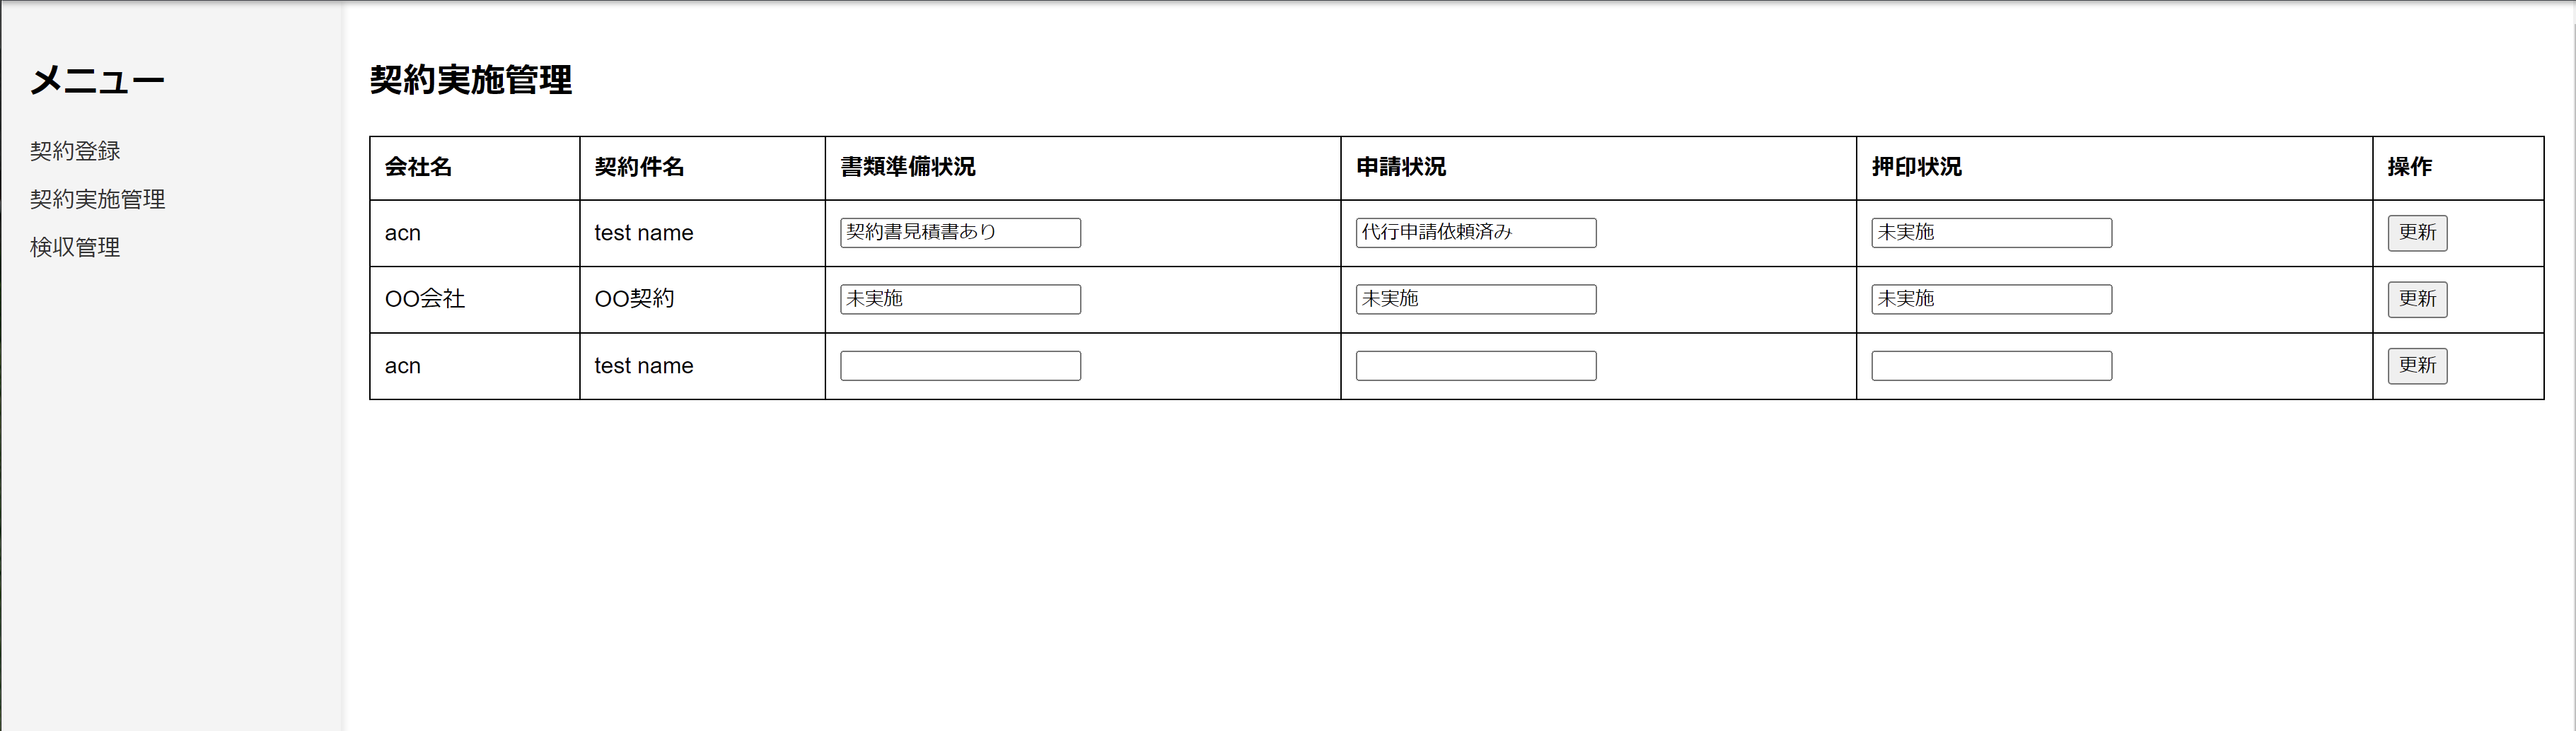 メニュー
契約登録
契約実施管理
検収管理
契約実施管理
会社名 契約件名 書類準備状況 申請状況 押印状況 操作
acn test name 契約書見積書あり 代行申請依頼済み 未実施 更新
OO会社 OO契約 未実施 未実施 未実施 更新
acn test name 更新